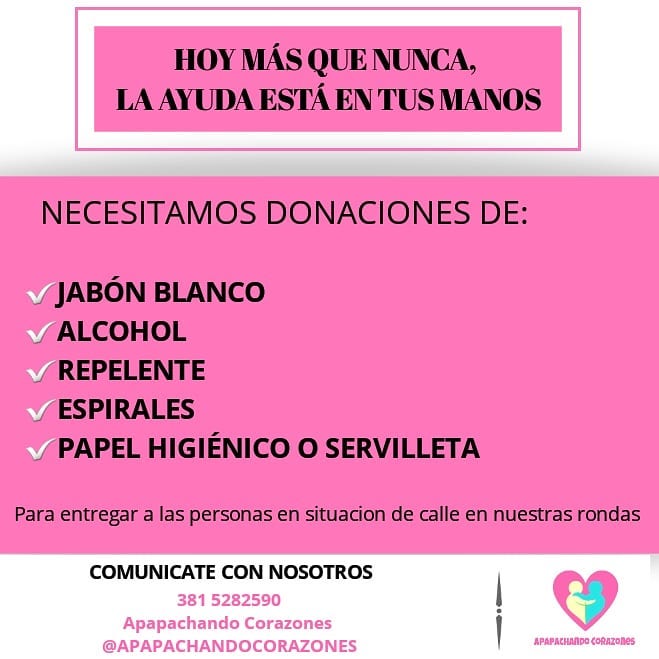 HOY MÁS QUE NUNCA,
LA AYUDA ESTÁ EN TUS MANOS
NECESITAMOS DONACIONES DE:
JABÓN BLANCO
ALCOHOL
REPELENTE
ESPIRALES
PAPEL HIGIÉNICO O SERVILLETA
Para entregar a las personas en situacion de calle en nuestras rondas
COMUNICATE CON NOSOTROS
381 5282590
Apapachando Corazones
@APAPACHANDOCORAZONES
APAPACHANDO CORAZONES